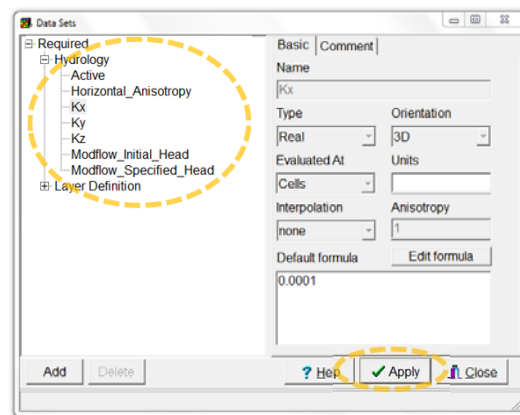 Data Sets
Required
Hydrology
Active
Horizontal_Anisotropy
Kx
Ky
Kz
Modflow_Initial_Head
Modflow_Specified_Head
Layer Definition
Basic Comment
Name
Kx
Type Orientation
Real 3D
Evaluated At Units
Cells
Interpolation Anisotropy
none 1
Default formula Edit formula
0.0001
Add Delete ? Help Apply Close